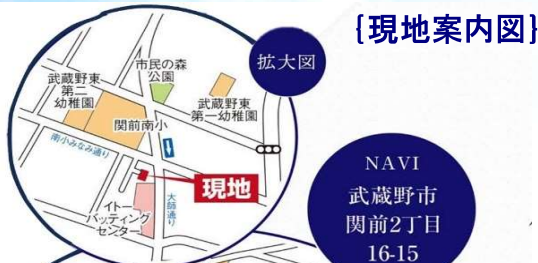 {現地案内図}
拡大図
市民の森
公園
武蔵野東
第二
幼稚園
武蔵野東
第一幼稚園
関前南小
南小みなみ通り
現地
イトー
バッティング
センター
大師通り
NAVI
武蔵野市
関前2丁目
16-15